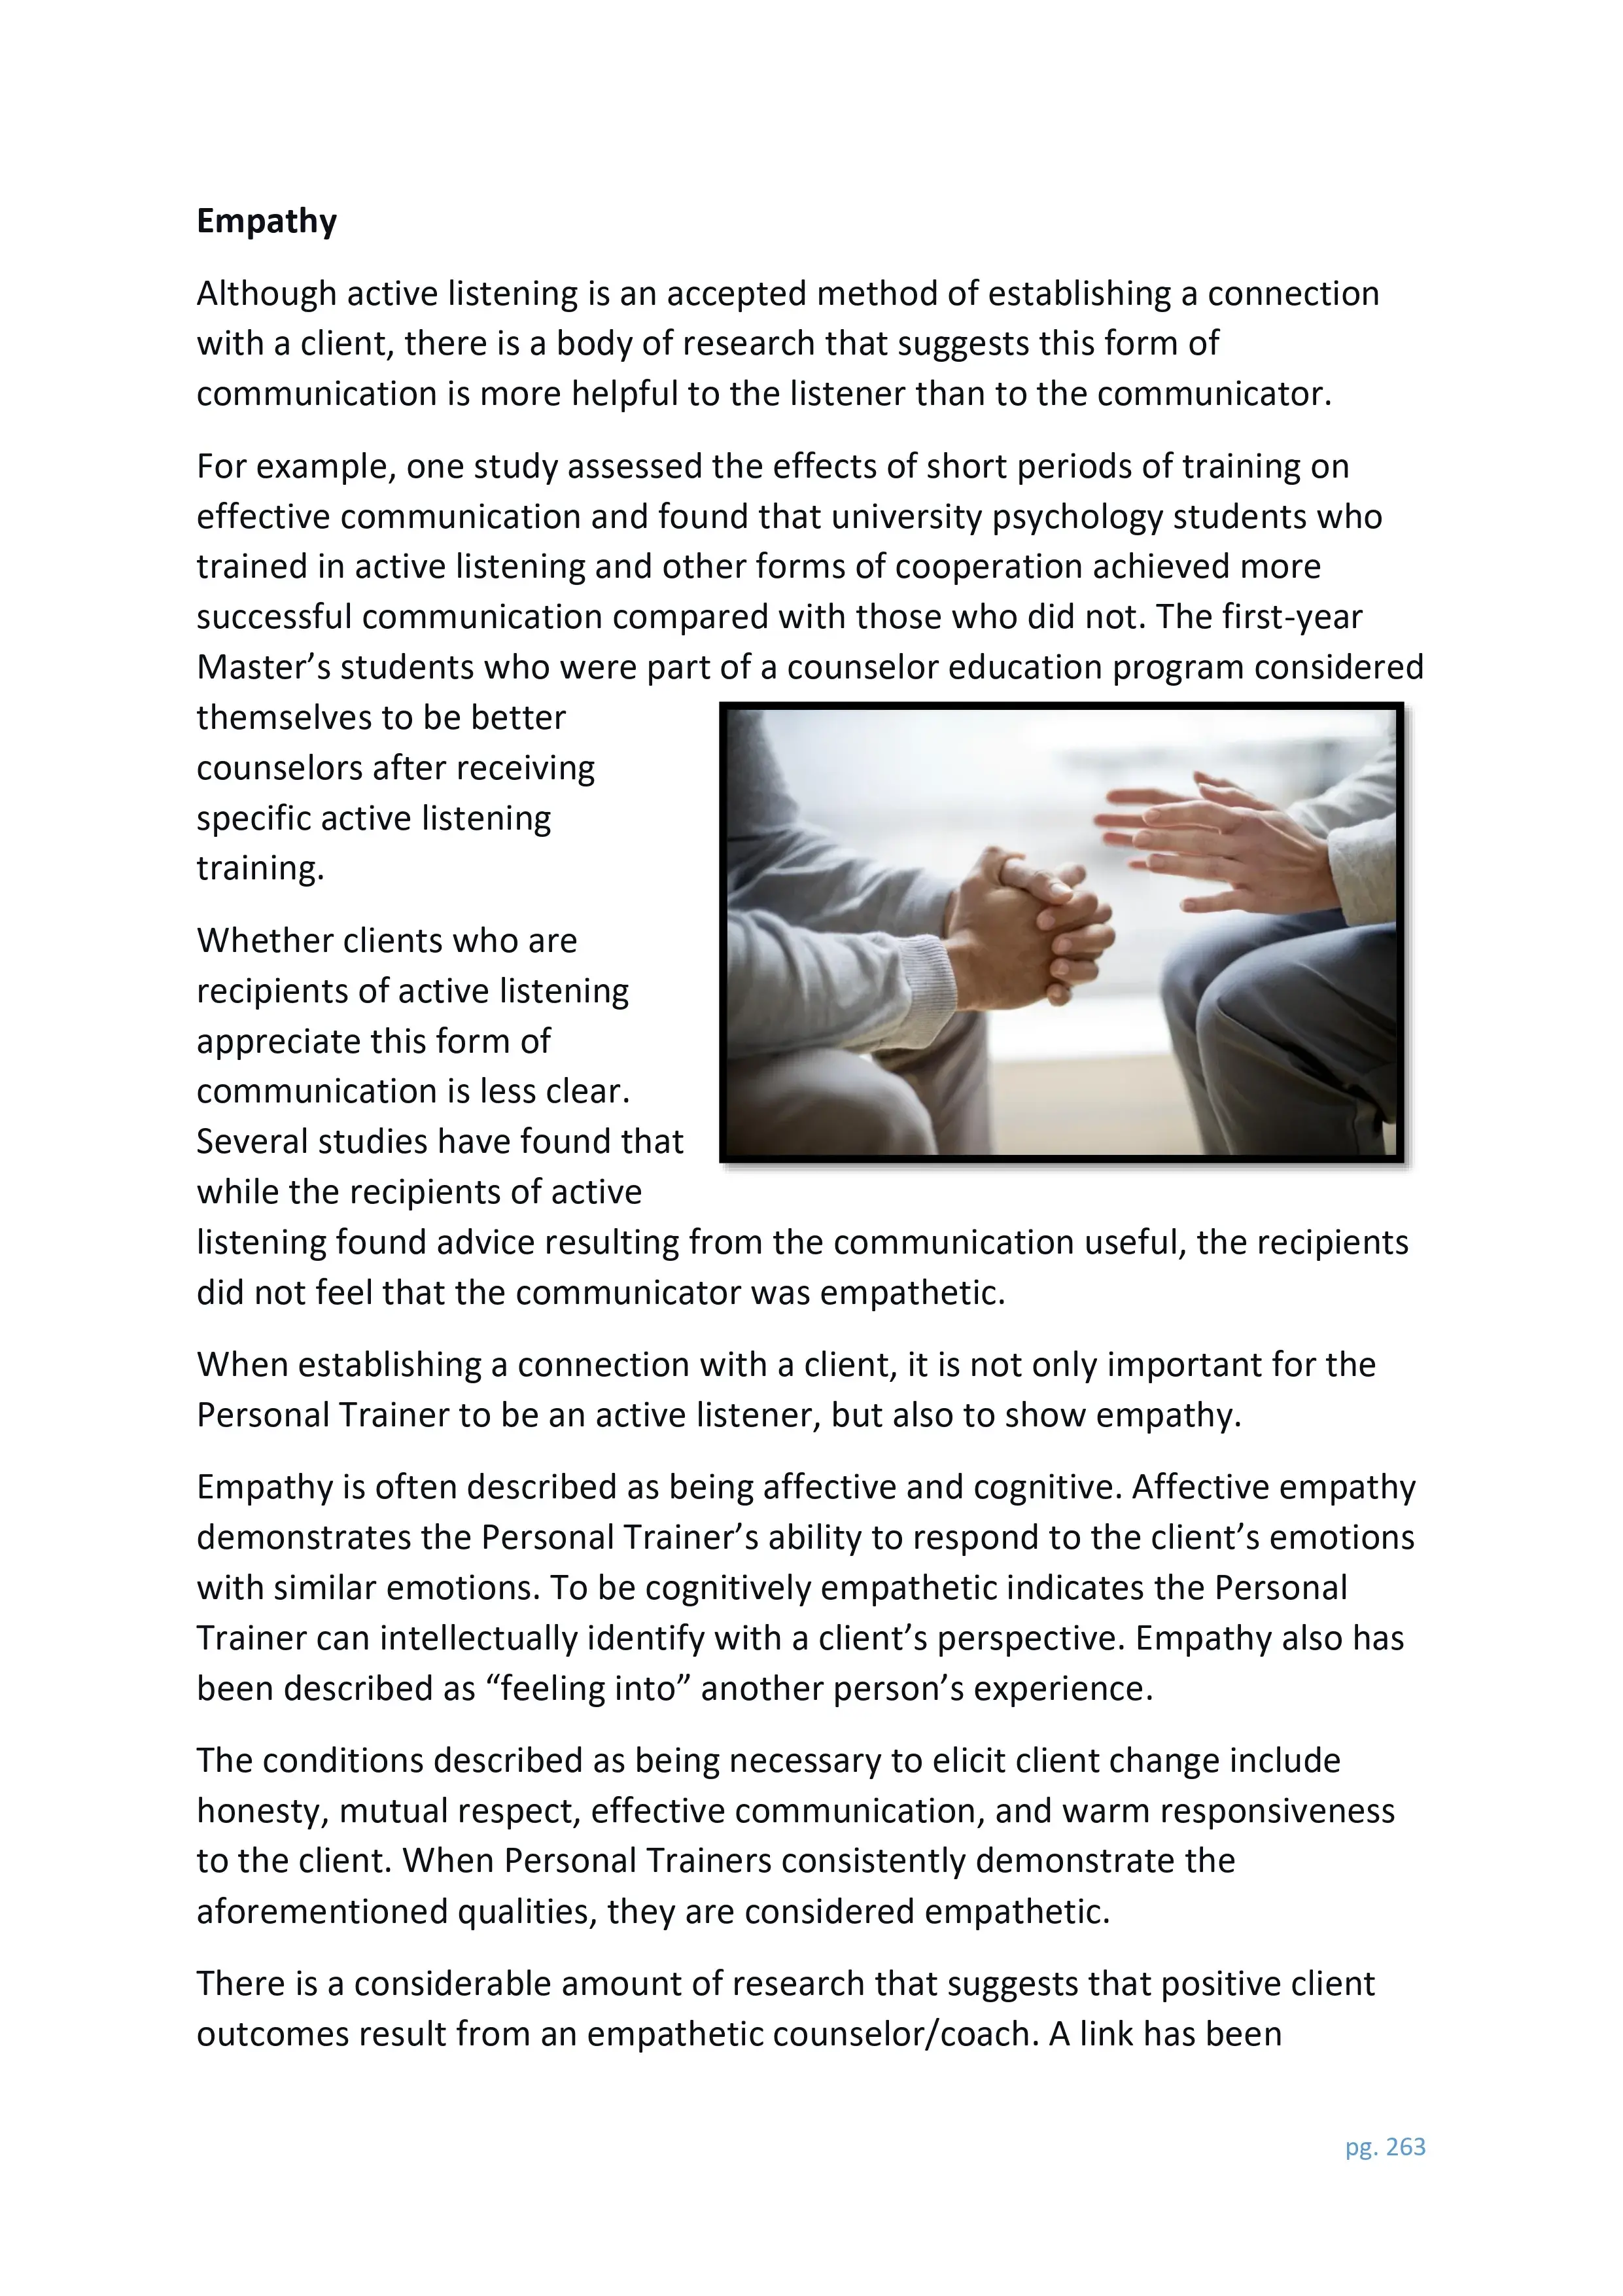 Empathy
Although active listening is an accepted method of establishing a connection
with a client, there is a body of research that suggests this form of
communication is more helpful to the listener than to the communicator.
For example, one study assessed the effects of short periods of training on
effective communication and found that university psychology students who
trained in active listening and other forms of cooperation achieved more
successful communication compared with those who did not. The first-year
Master’s students who were part of a counselor education program considered
themselves to be better
counselors after receiving
specific active listening
training.
Whether clients who are
recipients of active listening
appreciate this form of
communication is less clear.
Several studies have found that
while the recipients of active
listening found advice resulting from the communication useful, the recipients
did not feel that the communicator was empathetic.
When establishing a connection with a client, it is not only important for the
Personal Trainer to be an active listener, but also to show empathy.
Empathy is often described as being affective and cognitive. Affective empathy
demonstrates the Personal Trainer’s ability to respond to the client’s emotions
with similar emotions. To be cognitively empathetic indicates the Personal
Trainer can intellectually identify with a client’s perspective. Empathy also has
been described as “feeling into” another person’s experience.
The conditions described as being necessary to elicit client change include
honesty, mutual respect, effective communication, and warm responsiveness
to the client. When Personal Trainers consistently demonstrate the
aforementioned qualities, they are considered empathetic.
There is a considerable amount of research that suggests that positive client
outcomes result from an empathetic counselor/coach. A link has been
pg. 263